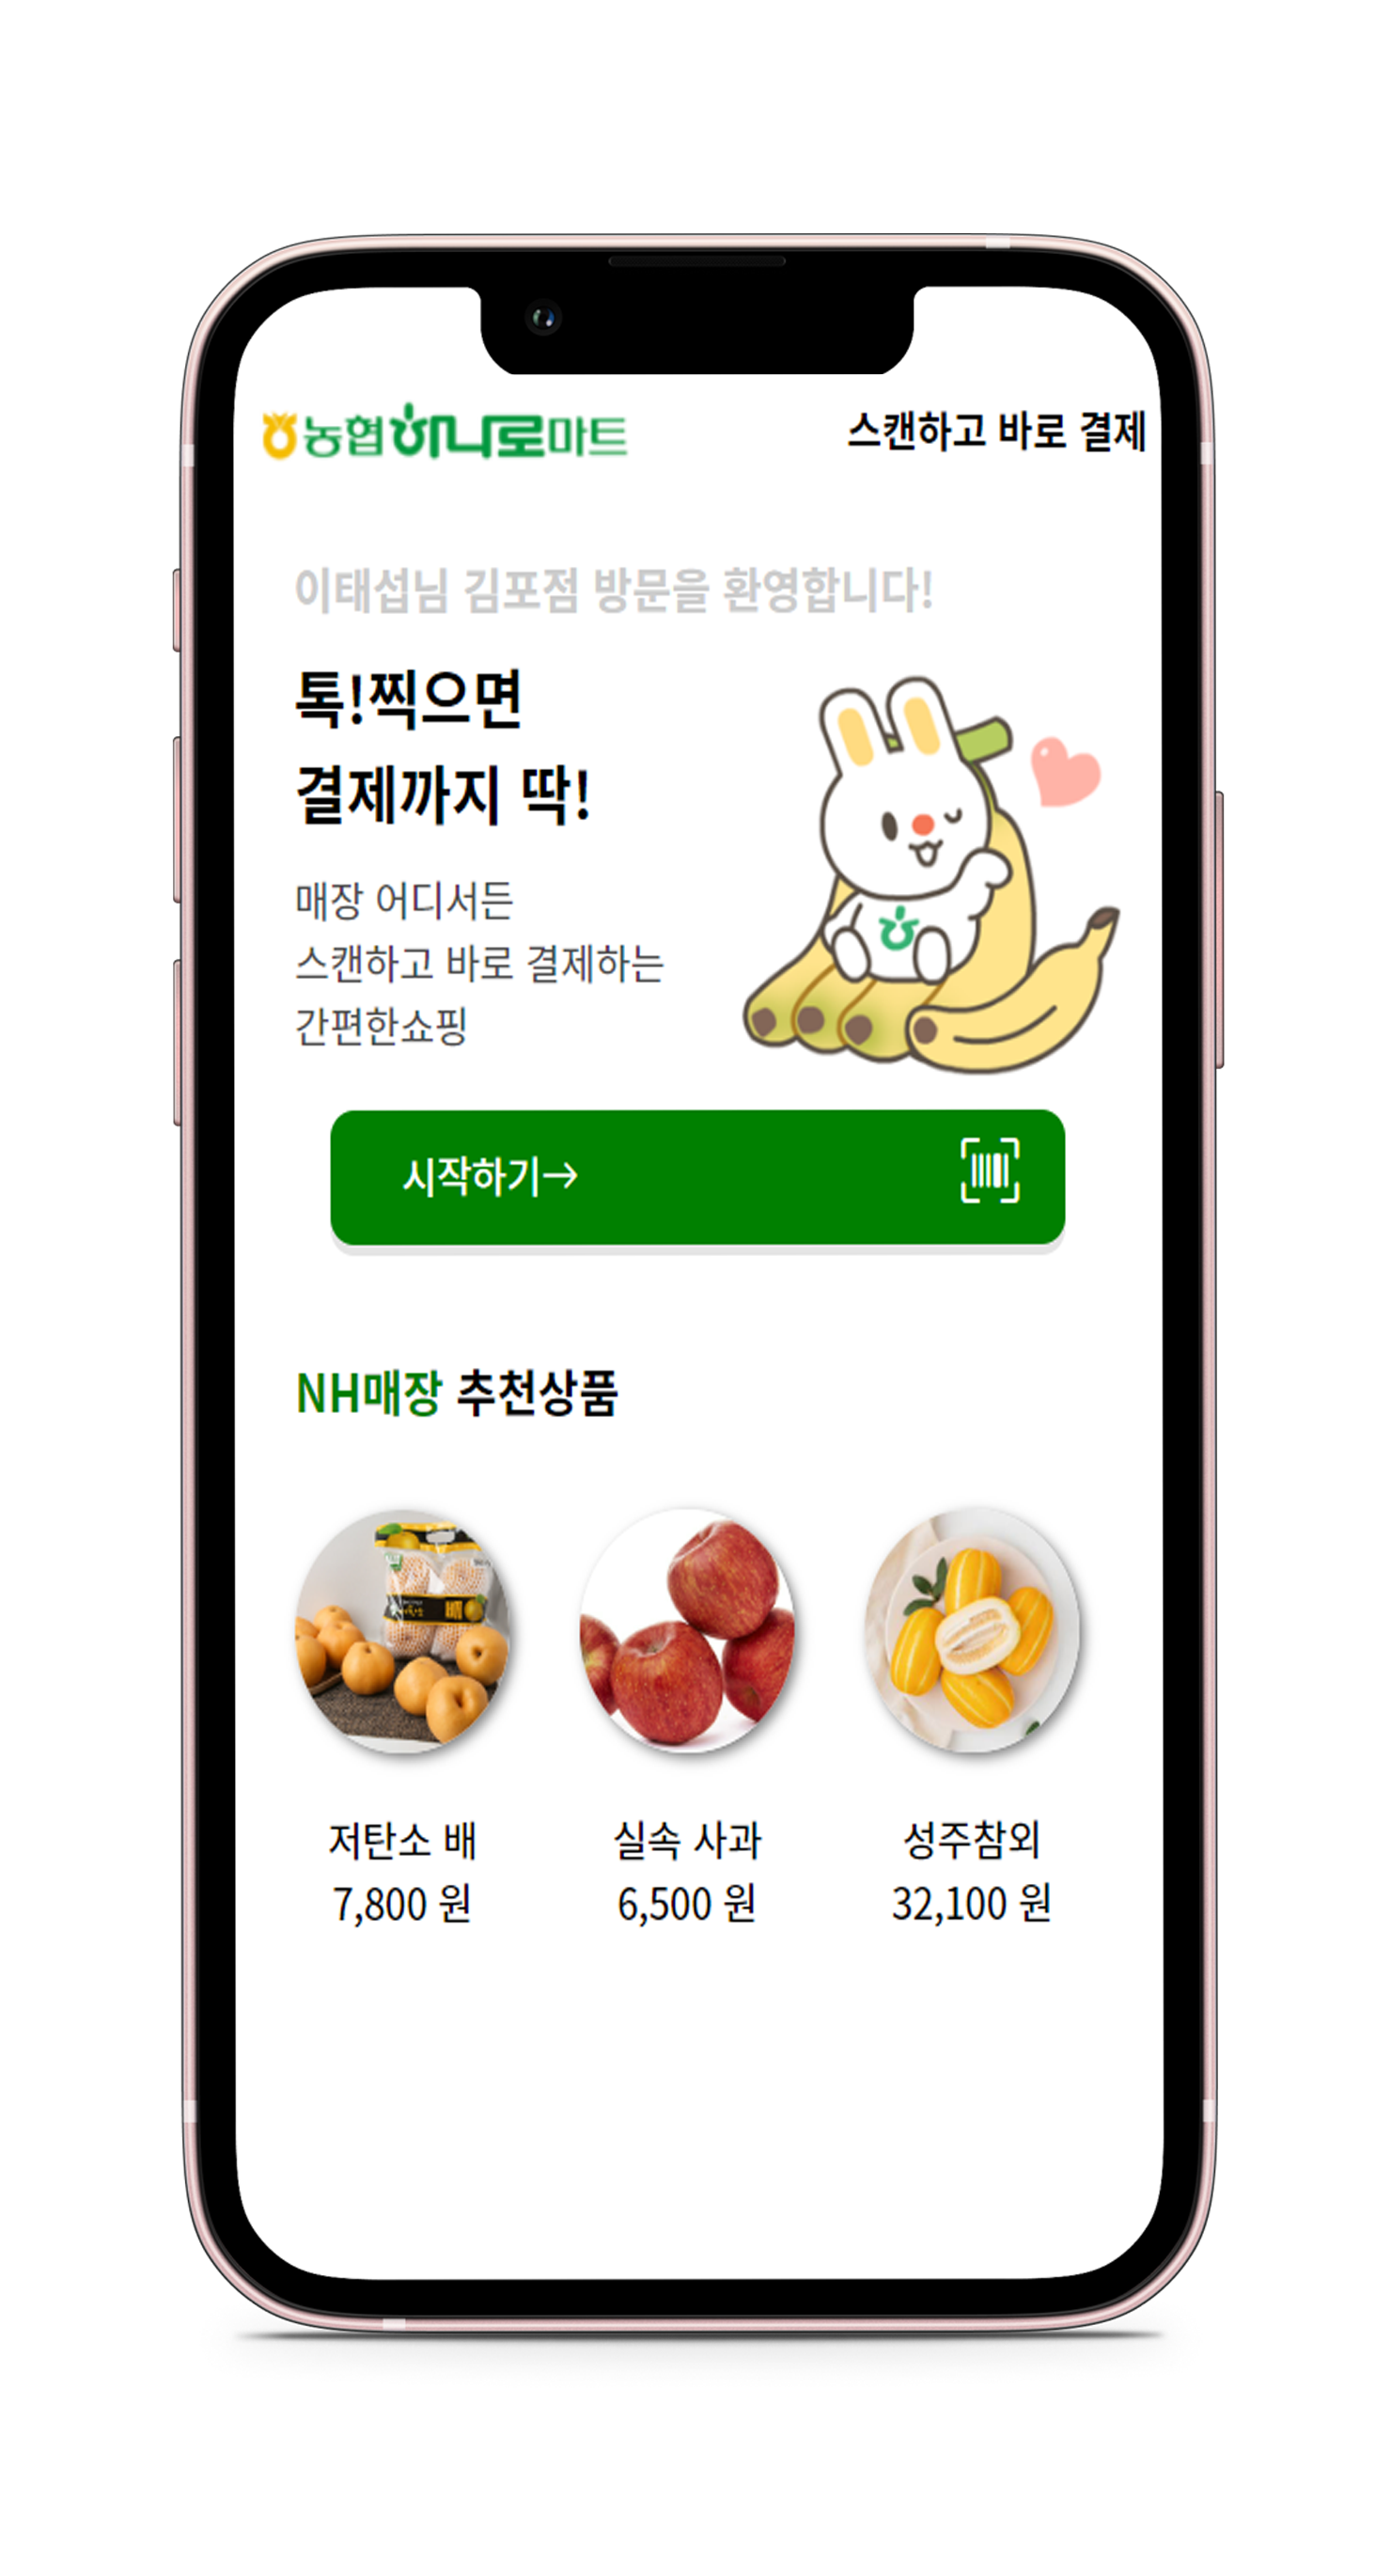 농협하나로마트
스캔하고 바로 결제
이태섭님 김포점 방문을 환영합니다!
톡!찍으면
결제까지 딱!
매장 어디서든
스캔하고 바로 결제하는
간편한쇼핑
시작하기→
NH매장 추천상품
배
저탄소 배
실속 사과
성주참외
7,800 원
6,500 원
32,100 원